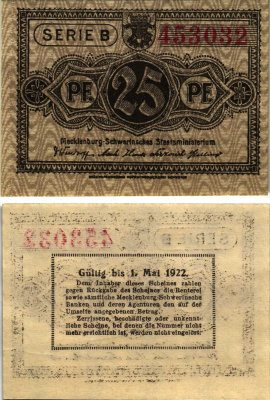 SERIE B 453032
PF. 25 PF.
Mecklenburg-Schwerinsches Staatsministerium
453032 SERIE B
Gültig bis 1. Mai 1922.
Dem Inhaber dieses Scheines zahlen
gegen Rückgabe des Scheines die Renterei
sowie sämtliche Mecklenburg-Schwerinsche
Banken und deren Agenturen den auf der
Umseite angegebenen Betrag.
Zerrissene, beschädigte oder unkennt-
liche Scheine, bei denen die Nummer nicht
mehr erkenntlich, werden nicht eingelöst